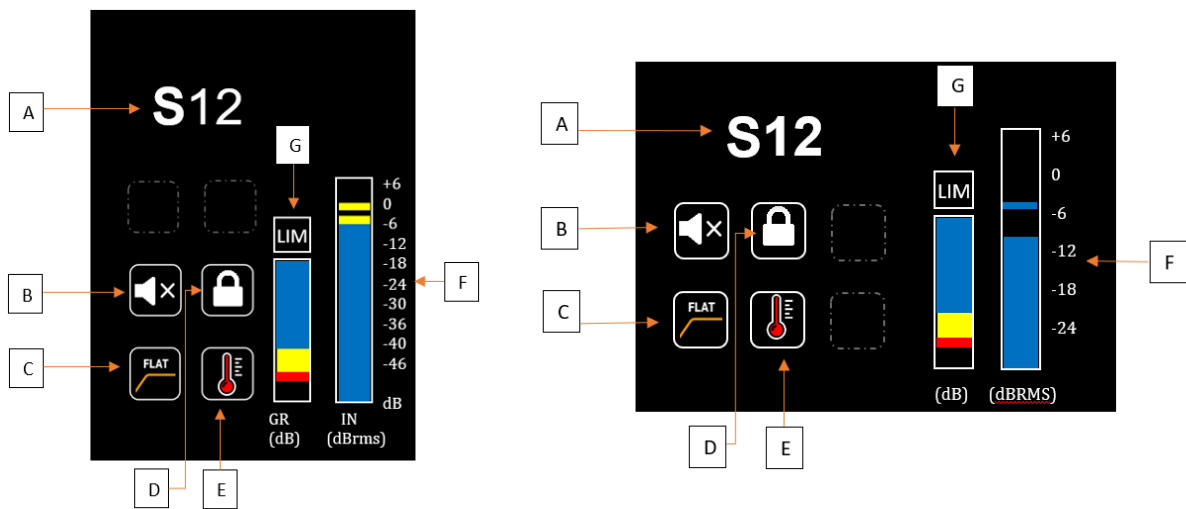 A
S12
G
LIM
+6
0
-6
-12
-18
-24
-30
-36
-40
-46
dB
B
F
C
FLAT
GR
(dB)
IN
(dBrms)
D
E
G
A
S12
LIM
+6
0
-6
-12
-18
-24
B
F
C
FLAT
(dB)
(dBRMS)
D
E